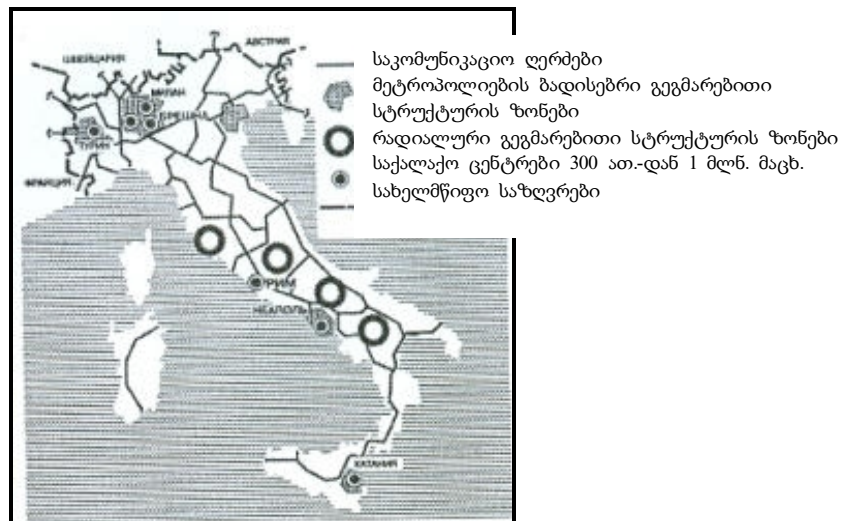 საკომუნიკაციო ღერძები
მეტროპოლიების ბადისებრი გეგმარებითი
სტრუქტურის ზონები
რადიალური გეგმარებითი სტრუქტურის ზონები
საქალაქო ცენტრები 300 ათ.-დან 1 მლნ. მაცხ.
სახელმწიფო საზღვრები
АВСТРИЯ
ШВЕЙЦАРИЯ
МИЛАН
БРЕШИА
ТУРИН
ФРАНЦИЯ
РИМ
НЕАПОЛЬ
КАТАНИЯ